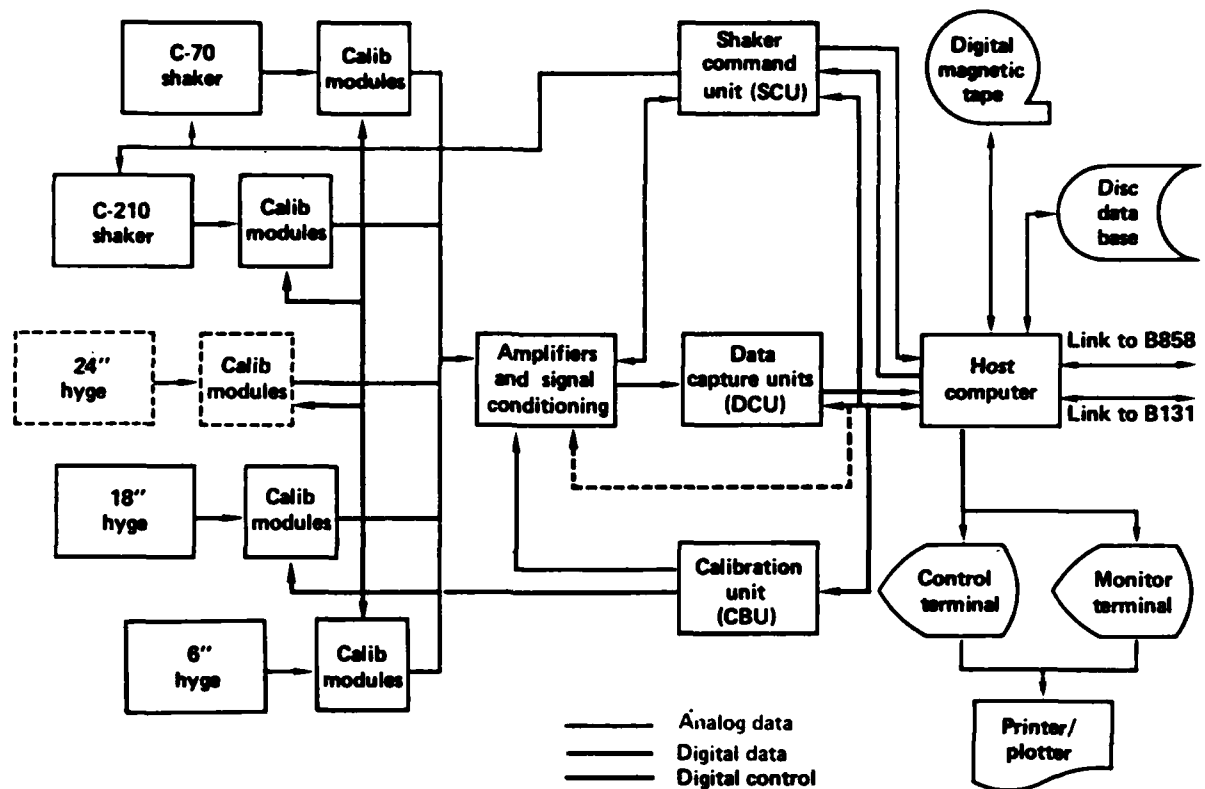 C-70
shaker
Calib
modules
Shaker
command
unit (SCU)
Digital
magnetic
tape
C-210
shaker
Calib
modules
Disc
data
base
24″
hyge
Calib
modules
Amplifiers
and signal
conditioning
Data
capture units
(DCU)
Host
computer
Link to B858
Link to B131
18″
hyge
Calib
modules
Calibration
unit
(CBU)
Control
terminal
Monitor
terminal
6″
hyge
Calib
modules
Printer/
plotter
Analog data
Digital data
Digital control